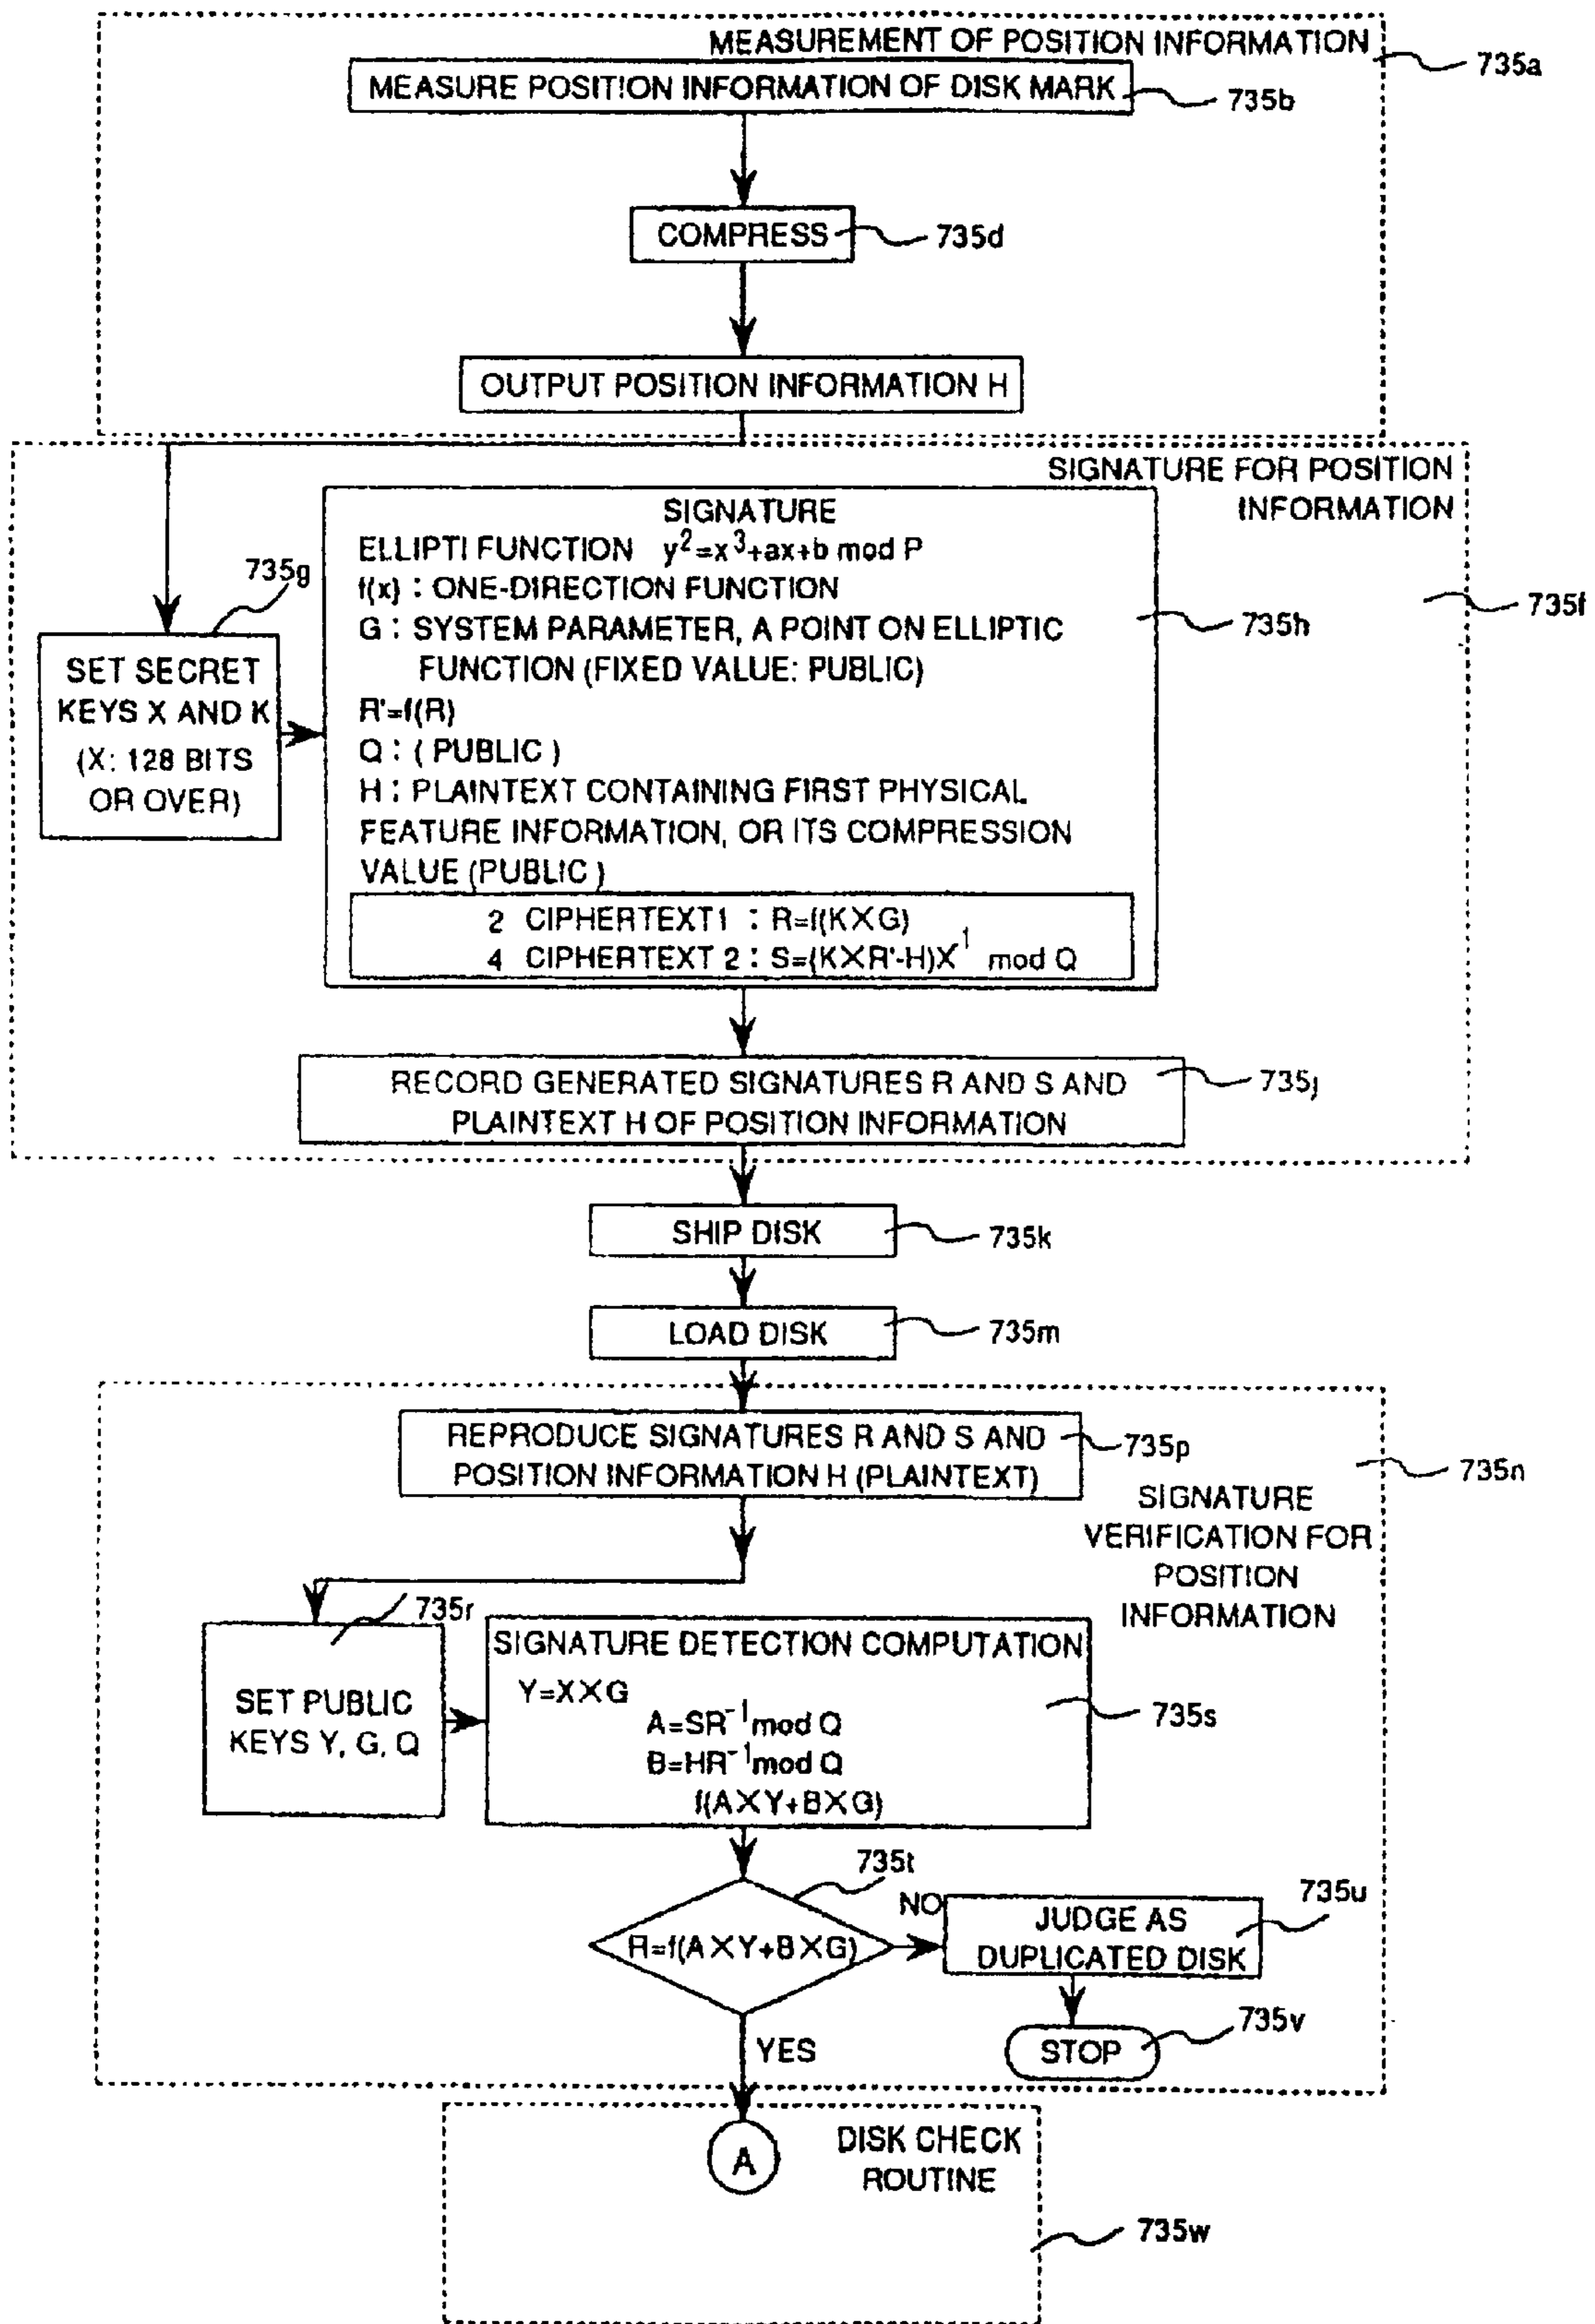 MEASUREMENT OF POSITION INFORMATION
735a
MEASURE POSITION INFORMATION OF DISK MARK
735b
COMPRESS
735d
OUTPUT POSITION INFORMATION H
SIGNATURE FOR POSITION
INFORMATION
735f
735g
SET SECRET
KEYS X AND K
(X: 128 BITS
OR OVER)
SIGNATURE
ELLIPTI FUNCTION y²=x³+ax+b mod P
f(x) : ONE-DIRECTION FUNCTION
G : SYSTEM PARAMETER, A POINT ON ELLIPTIC
FUNCTION (FIXED VALUE: PUBLIC)
R'=f(R)
Q : ( PUBLIC )
H : PLAINTEXT CONTAINING FIRST PHYSICAL
FEATURE INFORMATION, OR ITS COMPRESSION
VALUE (PUBLIC )
2 CIPHERTEXT1 : R=f(K×G)
4 CIPHERTEXT 2 : S=(K×R'-H)X¹ mod Q
735h
RECORD GENERATED SIGNATURES R AND S AND
PLAINTEXT H OF POSITION INFORMATION
735j
SHIP DISK
735k
LOAD DISK
735m
REPRODUCE SIGNATURES R AND S AND
POSITION INFORMATION H (PLAINTEXT)
735p
735n
SIGNATURE
VERIFICATION FOR
POSITION
INFORMATION
735r
SET PUBLIC
KEYS Y, G, Q
SIGNATURE DETECTION COMPUTATION
Y=X×G
A=SR⁻¹mod Q
B=HR⁻¹mod Q
f(A×Y+B×G)
735s
735t
R=f(A×Y+B×G)
NO
JUDGE AS
DUPLICATED DISK
735u
STOP
735v
YES
A
DISK CHECK
ROUTINE
735w